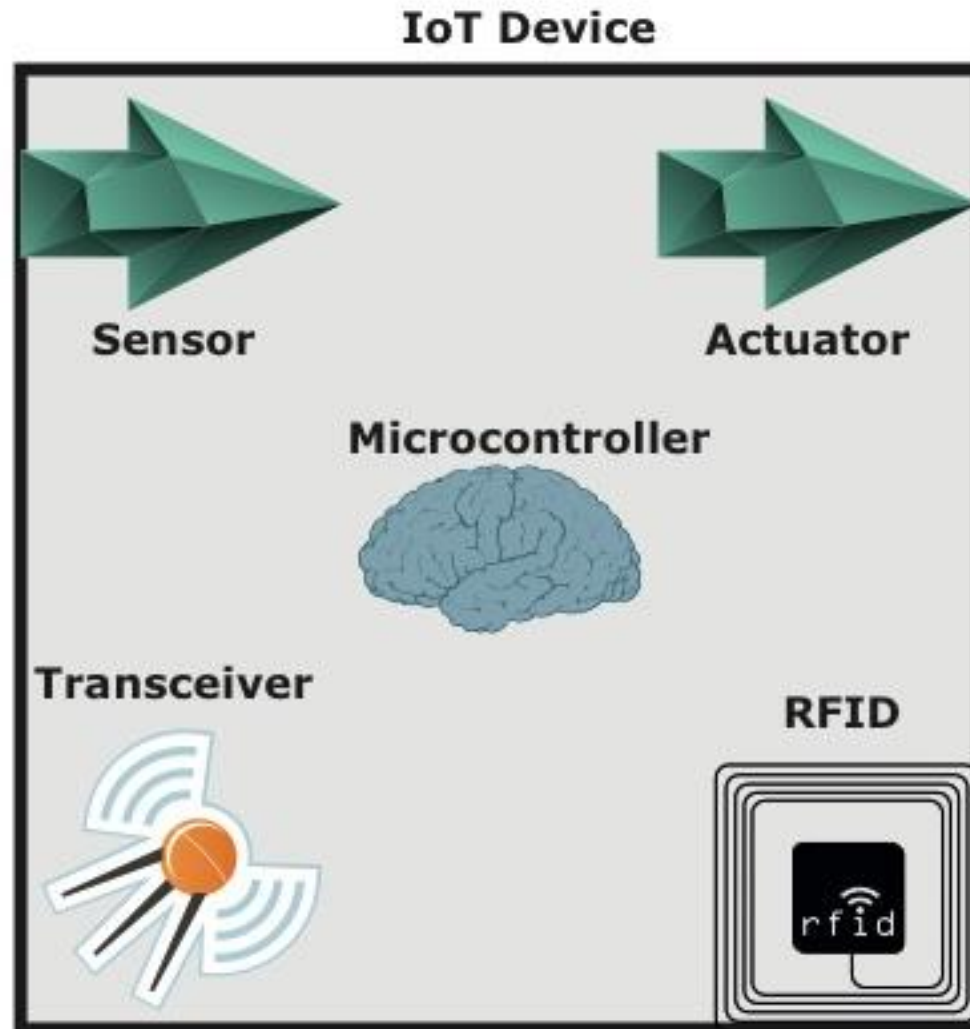 IoT Device
Sensor
Actuator
Microcontroller
Transceiver
RFID
rfid